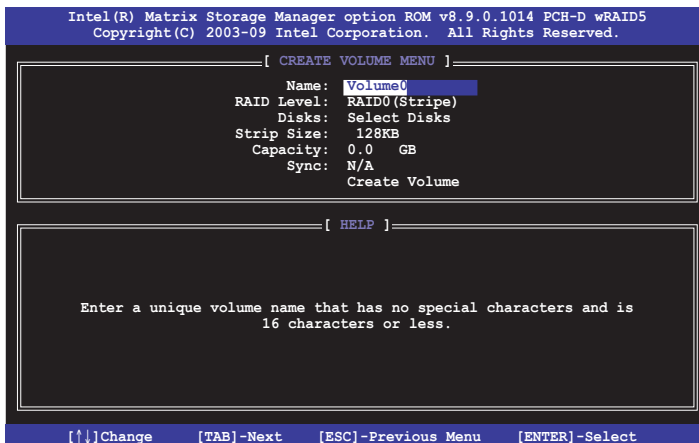 Intel(R) Matrix Storage Manager option ROM v8.9.0.1014 PCH-D wRAID5
Copyright(C) 2003-09 Intel Corporation. All Rights Reserved.
[ CREATE VOLUME MENU ]
Name: Volume0
RAID Level: RAID0(Stripe)
Disks: Select Disks
Strip Size: 128KB
Capacity: 0.0 GB
Sync: N/A
Create Volume
[ HELP ]
Enter a unique volume name that has no special characters and is
16 characters or less.
[↑↓]Change [TAB]-Next [ESC]-Previous Menu [ENTER]-Select